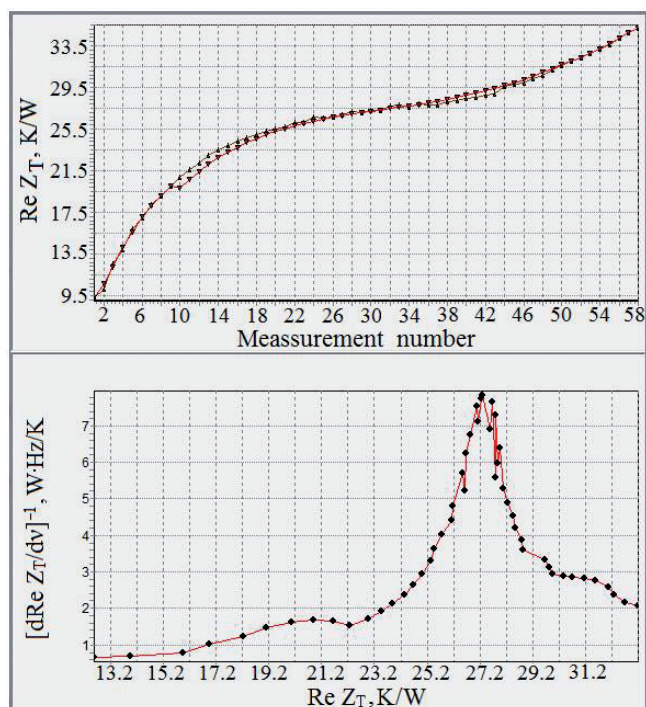 33.5
29.5
25.5
21.5
17.5
13.5
9.5
Re Z_T, K/W
2 6 10 14 18 22 26 30 34 38 42 46 50 54 58
Meassurement number
7
6
5
4
3
2
1
[dRe Z_T/dν]⁻¹, W·Hz/K
13.2 15.2 17.2 19.2 21.2 23.2 25.2 27.2 29.2 31.2
Re Z_T,K/W